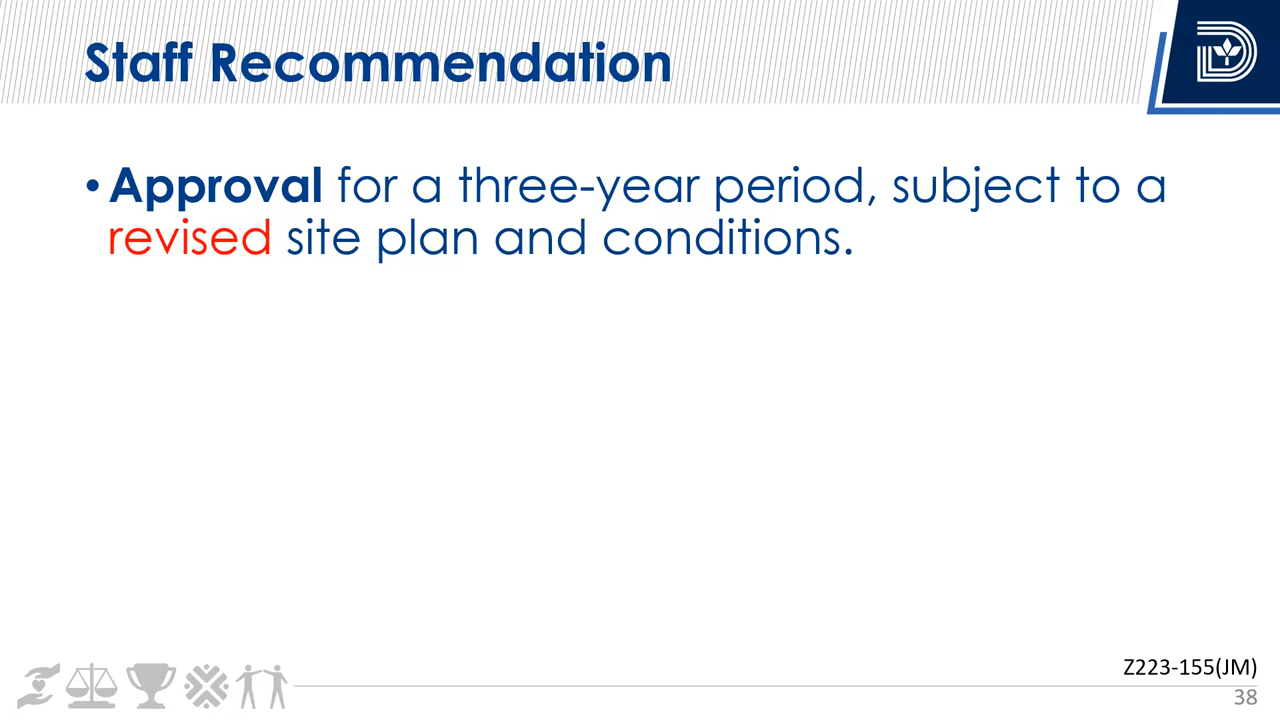 Staff Recommendation
• Approval for a three-year period, subject to a
revised site plan and conditions.
Z223-155(JM)
38